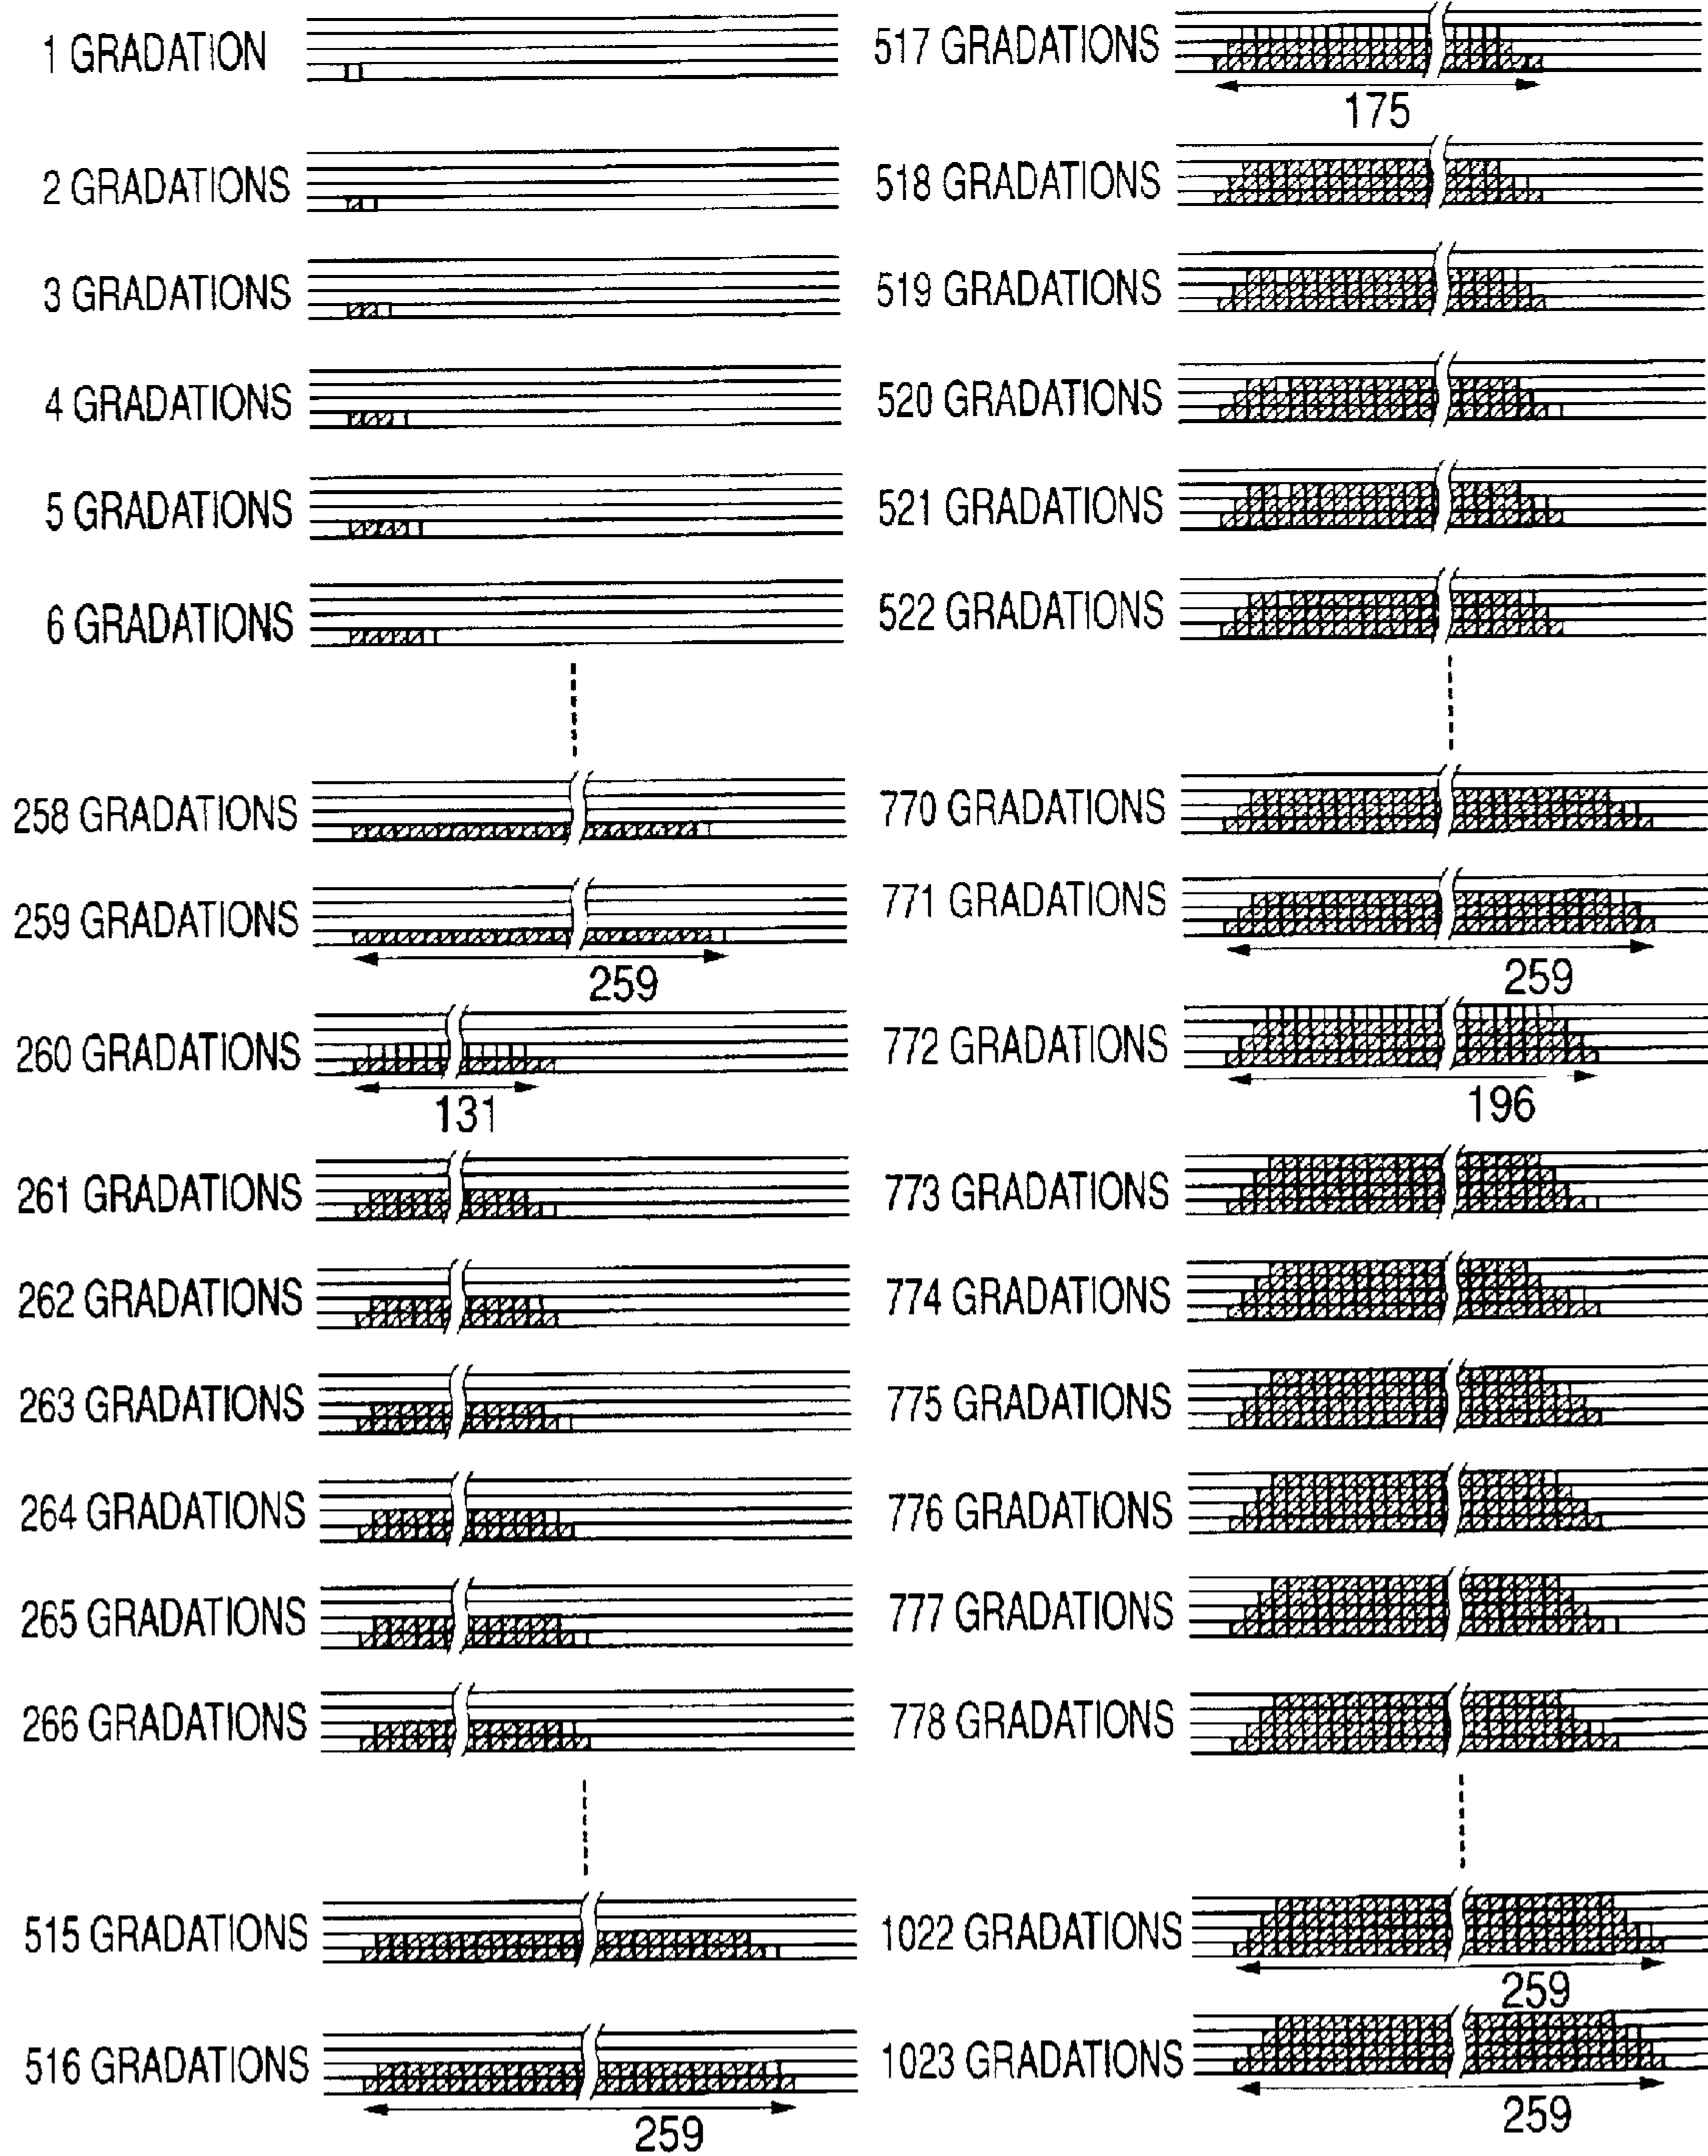 1 GRADATION
2 GRADATIONS
3 GRADATIONS
4 GRADATIONS
5 GRADATIONS
6 GRADATIONS
258 GRADATIONS
259 GRADATIONS
259
260 GRADATIONS
131
261 GRADATIONS
262 GRADATIONS
263 GRADATIONS
264 GRADATIONS
265 GRADATIONS
266 GRADATIONS
515 GRADATIONS
516 GRADATIONS
259
517 GRADATIONS
175
518 GRADATIONS
519 GRADATIONS
520 GRADATIONS
521 GRADATIONS
522 GRADATIONS
770 GRADATIONS
771 GRADATIONS
259
772 GRADATIONS
196
773 GRADATIONS
774 GRADATIONS
775 GRADATIONS
776 GRADATIONS
777 GRADATIONS
778 GRADATIONS
1022 GRADATIONS
259
1023 GRADATIONS
259